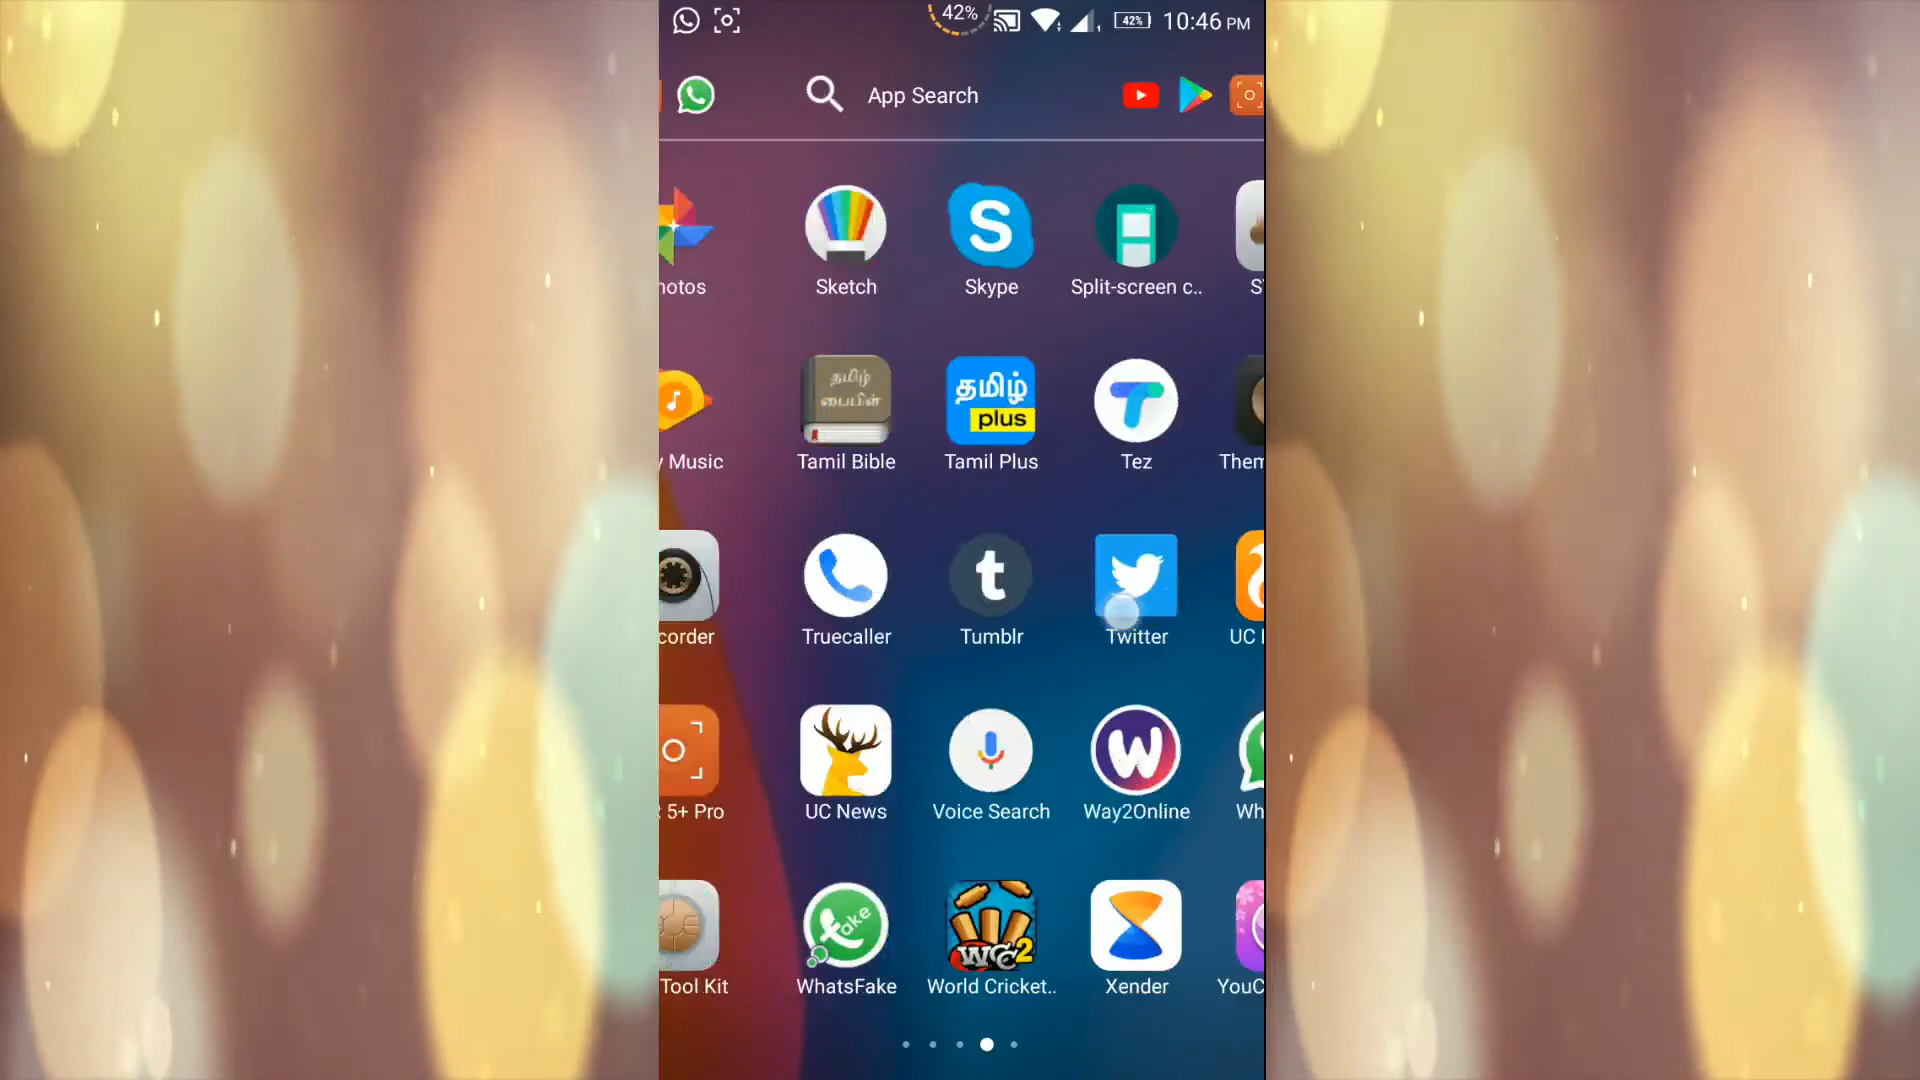 42% 42% 10:46 PM
App Search
hotos Sketch Skype Split-screen c..
தமிழ் பைபிள்
தமிழ் plus
y Music Tamil Bible Tamil Plus Tez Them
corder Truecaller Tumblr Twitter UC
5+ Pro UC News Voice Search Way2Online Wh
fake
WCC2
Tool Kit WhatsFake World Cricket.. Xender YouC